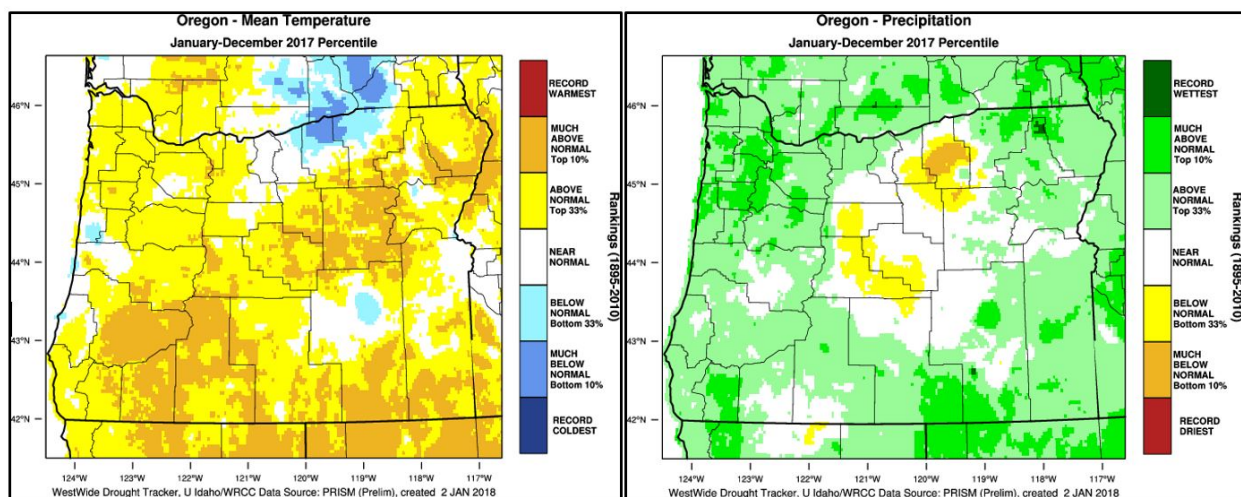 Oregon - Mean Temperature
January-December 2017 Percentile
46°N
45°N
44°N
43°N
42°N
124°W 123°W 122°W 121°W 120°W 119°W 118°W 117°W
RECORD
WARMEST
MUCH
ABOVE
NORMAL
Top 10%
ABOVE
NORMAL
Top 33%
NEAR
NORMAL
BELOW
NORMAL
Bottom 33%
MUCH
BELOW
NORMAL
Bottom 10%
RECORD
COLDEST
Rankings (1895-2010)
WestWide Drought Tracker, U Idaho/WRCC Data Source: PRISM (Prelim), created 2 JAN 2018
Oregon - Precipitation
January-December 2017 Percentile
46°N
45°N
44°N
43°N
42°N
124°W 123°W 122°W 121°W 120°W 119°W 118°W 117°W
RECORD
WETTEST
MUCH
ABOVE
NORMAL
Top 10%
ABOVE
NORMAL
Top 33%
NEAR
NORMAL
BELOW
NORMAL
Bottom 33%
MUCH
BELOW
NORMAL
Bottom 10%
RECORD
DRIEST
Rankings (1895-2010)
WestWide Drought Tracker, U Idaho/WRCC Data Source: PRISM (Prelim), created 2 JAN 2018